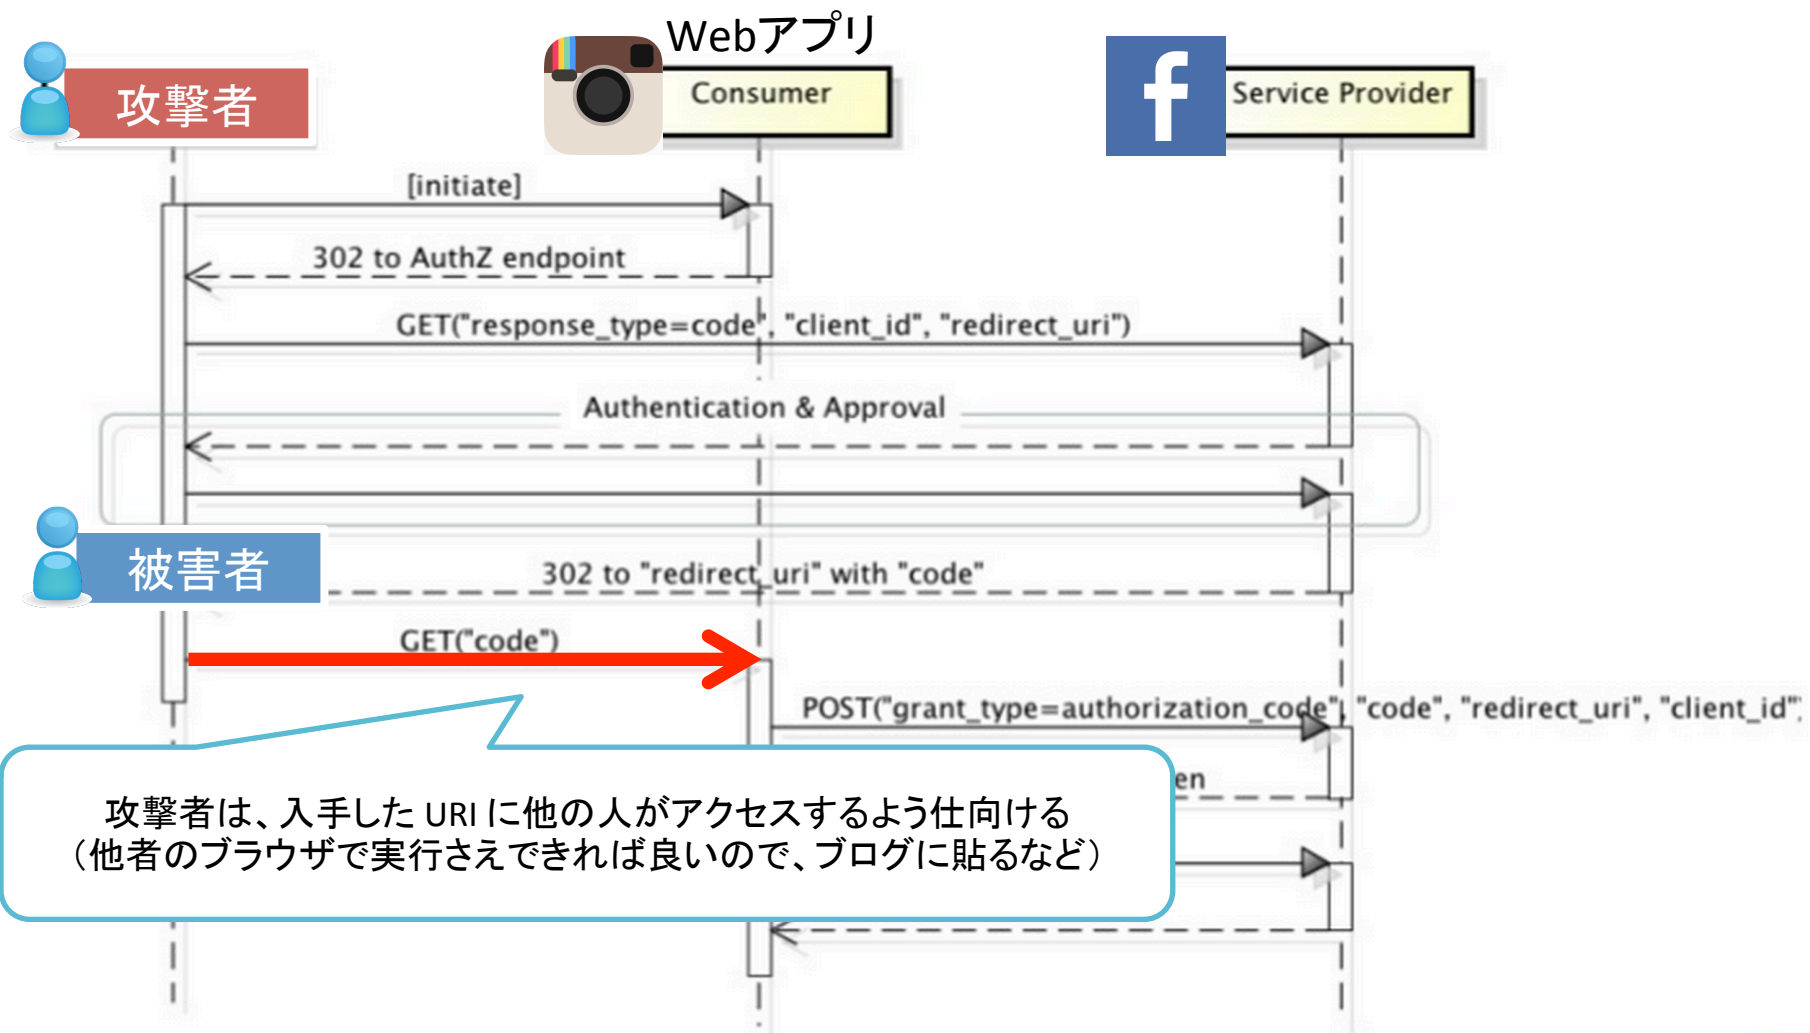 Webアプリ
攻撃者
Consumer
Service Provider
[initiate]
302 to AuthZ endpoint
GET("response_type=code", "client_id", "redirect_uri")
Authentication & Approval
被害者
302 to "redirect_uri" with "code"
GET("code")
POST("grant_type=authorization_code", "code", "redirect_uri", "client_id"
en
攻撃者は、入手した URI に他の人がアクセスするよう仕向ける
（他者のブラウザで実行さえできれば良いので、ブログに貼るなど）